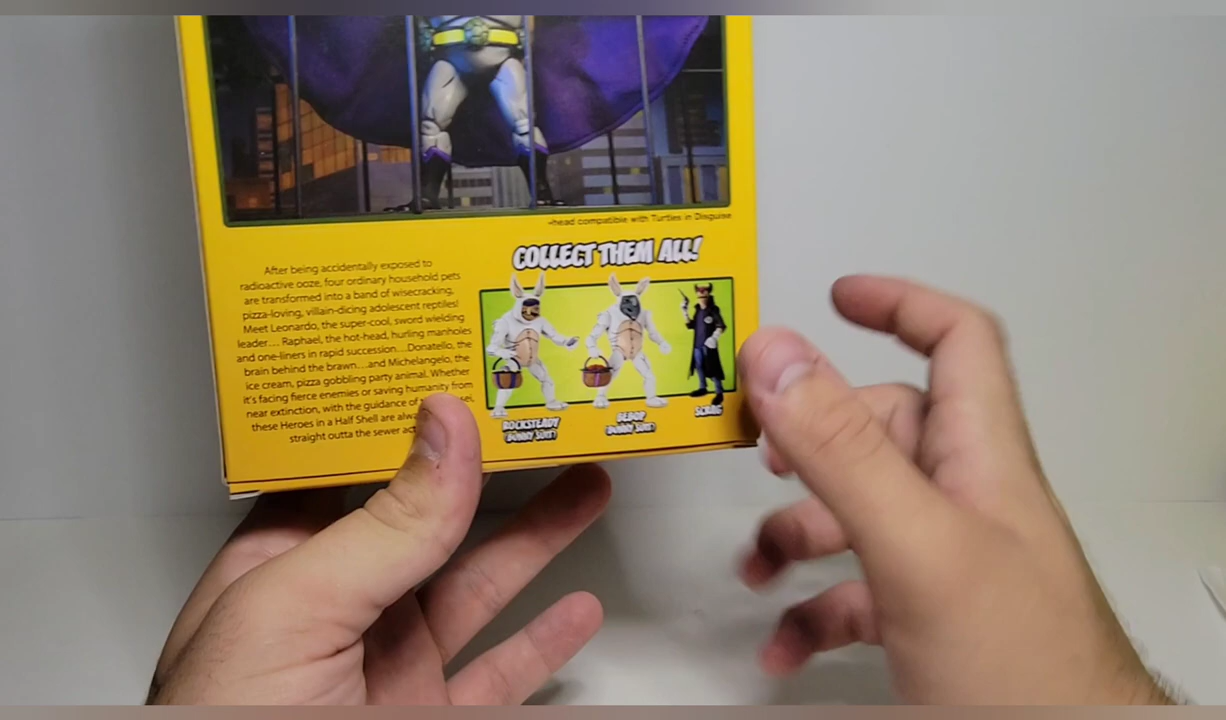 -head compatible with Turtles in Disguise
COLLECT THEM ALL!
After being accidentally exposed to
radioactive ooze, four ordinary household pets
are transformed into a band of wisecracking,
pizza-loving, villain-dicing adolescent reptiles!
Meet Leonardo, the super-cool, sword wielding
leader... Raphael, the hot-head, hurling manholes
and one-liners in rapid succession...Donatello, the
brain behind the brawn...and Michelangelo, the
ice cream, pizza gobbling party animal. Whether
it's facing fierce enemies or saving humanity from
near extinction, with the guidance of
these Heroes in a Half Shell are
straight outta the sewer
ROCKSTEADY
(BUNNY SUIT)
BEBOP
(BUNNY SUIT)
SCRAG